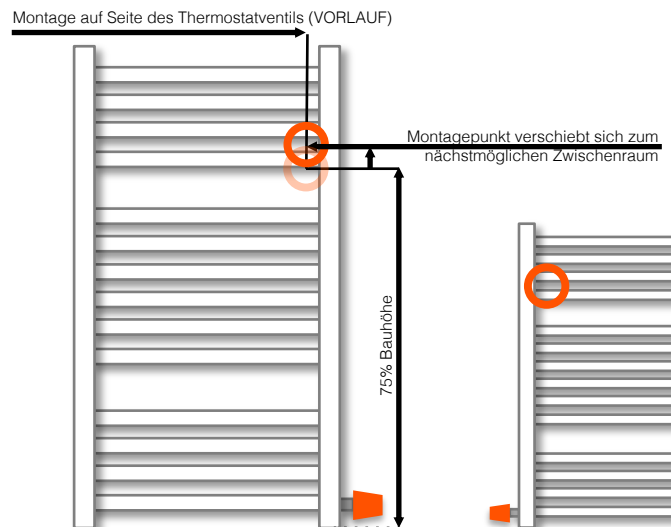 Montage auf Seite des Thermostatventils (VORLAUF)
Montagepunkt verschiebt sich zum
nächstmöglichen Zwischenraum
75% Bauhöhe